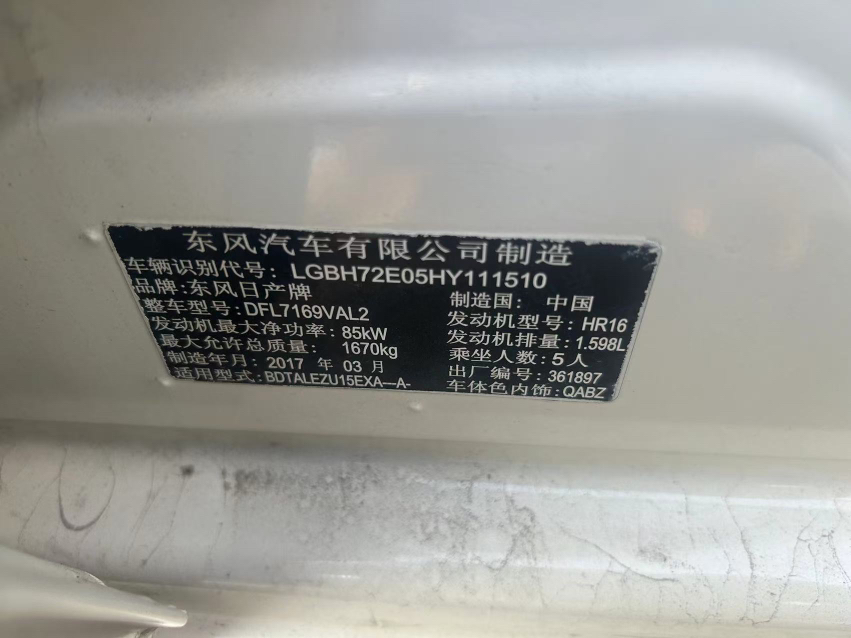 东风汽车有限公司制造
车辆识别代号: LGBH72E05HY111510
品牌:东风日产牌 制造国: 中国
整车型号:DFL7169VAL2 发动机型号: HR16
发动机最大净功率: 85kW 发动机排量: 1.598L
最大允许总质量: 1670kg 乘坐人数: 5人
制造年月: 2017 年 03 月 出厂编号: 361897
适用型式: BDTALEZU15EXA---A- 车体色内饰: QABZ